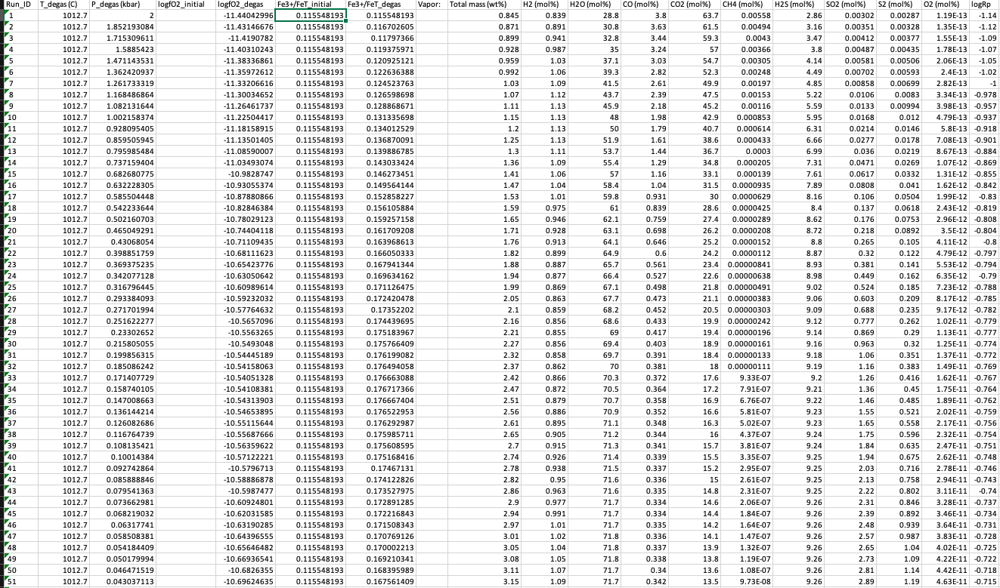 Run_ID T_degas (C) P_degas (kbar) logfO2_initial logfO2_degas Fe3+/FeT_initial Fe3+/FeT_degas Vapor: Total mass (wt%) H2 (mol%) H2O (mol%) CO (mol%) CO2 (mol%) CH4 (mol%) H2S (mol%) SO2 (mol%) S2 (mol%) O2 (mol%) logRp
1 1012.7 2 -11.44042996 0.115548193 0.115548193 0.845 0.839 28.8 3.8 63.7 0.00558 2.86 0.00302 0.00287 1.19E-13 -1.14
2 1012.7 1.852193084 -11.43146676 0.115548193 0.116702605 0.871 0.891 30.8 3.63 61.5 0.00494 3.16 0.00351 0.00328 1.35E-13 -1.12
3 1012.7 1.715309611 -11.4190782 0.115548193 0.11797366 0.899 0.941 32.8 3.44 59.3 0.0043 3.47 0.00412 0.00377 1.55E-13 -1.09
4 1012.7 1.5885423 -11.40310243 0.115548193 0.119375971 0.928 0.987 35 3.24 57 0.00366 3.8 0.00487 0.00435 1.78E-13 -1.07
5 1012.7 1.471143531 -11.38336861 0.115548193 0.120925121 0.959 1.03 37.1 3.03 54.7 0.00305 4.14 0.00581 0.00506 2.06E-13 -1.05
6 1012.7 1.362420937 -11.35972612 0.115548193 0.122636388 0.992 1.06 39.3 2.82 52.3 0.00248 4.49 0.00702 0.00593 2.4E-13 -1.02
7 1012.7 1.261733319 -11.33206616 0.115548193 0.124523763 1.03 1.09 41.5 2.61 49.9 0.00197 4.85 0.00858 0.00699 2.82E-13 -1
8 1012.7 1.168486864 -11.30034652 0.115548193 0.126598698 1.07 1.12 43.7 2.39 47.5 0.00153 5.22 0.0106 0.0083 3.34E-13 -0.978
9 1012.7 1.082131644 -11.26461737 0.115548193 0.128868671 1.11 1.13 45.9 2.18 45.2 0.00116 5.59 0.0133 0.00994 3.98E-13 -0.957
10 1012.7 1.002158374 -11.22504417 0.115548193 0.131335698 1.15 1.13 48 1.98 42.9 0.000853 5.95 0.0168 0.012 4.79E-13 -0.937
11 1012.7 0.928095405 -11.18158915 0.115548193 0.134012529 1.2 1.13 50 1.79 40.7 0.000614 6.31 0.0214 0.0146 5.8E-13 -0.918
12 1012.7 0.859505945 -11.13501405 0.115548193 0.136870091 1.25 1.13 51.9 1.61 38.6 0.000433 6.66 0.0277 0.0178 7.08E-13 -0.901
13 1012.7 0.795985484 -11.08590007 0.115548193 0.139886785 1.3 1.11 53.7 1.44 36.7 0.0003 6.99 0.036 0.0219 8.67E-13 -0.884
14 1012.7 0.737159404 -11.03493074 0.115548193 0.143033424 1.36 1.09 55.4 1.29 34.8 0.000205 7.31 0.0471 0.0269 1.07E-12 -0.869
15 1012.7 0.682680775 -10.9828747 0.115548193 0.146273451 1.41 1.06 57 1.16 33.1 0.000139 7.61 0.0617 0.0332 1.31E-12 -0.855
16 1012.7 0.632228305 -10.93055374 0.115548193 0.149564144 1.47 1.04 58.4 1.04 31.5 0.0000935 7.89 0.0808 0.041 1.62E-12 -0.842
17 1012.7 0.585504448 -10.87880866 0.115548193 0.152858227 1.53 1.01 59.8 0.931 30 0.0000629 8.16 0.106 0.0504 1.99E-12 -0.83
18 1012.7 0.542233644 -10.82846384 0.115548193 0.156105884 1.59 0.975 61 0.839 28.6 0.0000425 8.4 0.137 0.0618 2.43E-12 -0.819
19 1012.7 0.502160703 -10.78029123 0.115548193 0.159257158 1.65 0.946 62.1 0.759 27.4 0.0000289 8.62 0.176 0.0753 2.96E-12 -0.808
20 1012.7 0.465049291 -10.74404118 0.115548193 0.161709208 1.71 0.928 63.1 0.698 26.2 0.0000208 8.72 0.218 0.0892 3.5E-12 -0.804
21 1012.7 0.43068054 -10.71109435 0.115548193 0.163968613 1.76 0.913 64.1 0.646 25.2 0.0000152 8.8 0.265 0.105 4.11E-12 -0.8
22 1012.7 0.398851759 -10.68111623 0.115548193 0.166050333 1.82 0.899 64.9 0.6 24.2 0.0000112 8.87 0.32 0.122 4.79E-12 -0.797
23 1012.7 0.369375235 -10.65423776 0.115548193 0.167941344 1.88 0.887 65.7 0.561 23.4 0.00000841 8.93 0.381 0.141 5.53E-12 -0.794
24 1012.7 0.342077128 -10.63050642 0.115548193 0.169634162 1.94 0.877 66.4 0.527 22.6 0.00000638 8.98 0.449 0.162 6.35E-12 -0.79
25 1012.7 0.316796445 -10.60989614 0.115548193 0.171126475 1.99 0.869 67.1 0.498 21.8 0.00000491 9.02 0.524 0.185 7.23E-12 -0.788
26 1012.7 0.293384093 -10.59232032 0.115548193 0.172420478 2.05 0.863 67.7 0.473 21.1 0.00000383 9.06 0.603 0.209 8.17E-12 -0.785
27 1012.7 0.271701994 -10.57764632 0.115548193 0.17352202 2.1 0.859 68.2 0.452 20.5 0.00000303 9.09 0.688 0.235 9.17E-12 -0.782
28 1012.7 0.251622277 -10.5657096 0.115548193 0.174439695 2.16 0.856 68.6 0.433 19.9 0.00000242 9.12 0.777 0.262 1.02E-11 -0.779
29 1012.7 0.23302652 -10.5563265 0.115548193 0.175183967 2.21 0.855 69 0.417 19.4 0.00000196 9.14 0.869 0.29 1.13E-11 -0.777
30 1012.7 0.215805055 -10.5493048 0.115548193 0.175766409 2.27 0.856 69.4 0.403 18.9 0.00000161 9.16 0.963 0.32 1.25E-11 -0.774
31 1012.7 0.199856315 -10.54445189 0.115548193 0.176199082 2.32 0.858 69.7 0.391 18.4 0.00000133 9.18 1.06 0.351 1.37E-11 -0.772
32 1012.7 0.185086242 -10.54158063 0.115548193 0.176494058 2.37 0.862 70 0.381 18 0.00000111 9.19 1.16 0.383 1.49E-11 -0.769
33 1012.7 0.171407729 -10.54051328 0.115548193 0.176663088 2.42 0.866 70.3 0.372 17.6 9.33E-07 9.2 1.26 0.416 1.62E-11 -0.767
34 1012.7 0.158740105 -10.54108381 0.115548193 0.176717366 2.47 0.872 70.5 0.364 17.2 7.91E-07 9.21 1.36 0.45 1.75E-11 -0.764
35 1012.7 0.147008663 -10.54313903 0.115548193 0.176667404 2.51 0.879 70.7 0.358 16.9 6.76E-07 9.22 1.46 0.485 1.89E-11 -0.762
36 1012.7 0.136144214 -10.54653895 0.115548193 0.176522953 2.56 0.886 70.9 0.352 16.6 5.81E-07 9.23 1.55 0.521 2.02E-11 -0.759
37 1012.7 0.126082686 -10.55115644 0.115548193 0.176292987 2.61 0.895 71.1 0.348 16.3 5.02E-07 9.23 1.65 0.558 2.17E-11 -0.756
38 1012.7 0.116764739 -10.55687666 0.115548193 0.175985711 2.65 0.905 71.2 0.344 16 4.37E-07 9.24 1.75 0.596 2.32E-11 -0.754
39 1012.7 0.108135421 -10.56359622 0.115548193 0.175608595 2.7 0.915 71.3 0.341 15.7 3.81E-07 9.24 1.84 0.635 2.47E-11 -0.751
40 1012.7 0.10014384 -10.57122221 0.115548193 0.175168416 2.74 0.926 71.4 0.339 15.5 3.35E-07 9.25 1.94 0.675 2.62E-11 -0.748
41 1012.7 0.092742864 -10.5796713 0.115548193 0.17467131 2.78 0.938 71.5 0.337 15.2 2.95E-07 9.25 2.03 0.716 2.78E-11 -0.746
42 1012.7 0.085888846 -10.58886878 0.115548193 0.174122826 2.82 0.95 71.6 0.336 15 2.61E-07 9.25 2.13 0.758 2.94E-11 -0.743
43 1012.7 0.079541363 -10.5987477 0.115548193 0.173527975 2.86 0.963 71.6 0.335 14.8 2.31E-07 9.25 2.22 0.802 3.11E-11 -0.74
44 1012.7 0.073662981 -10.60924801 0.115548193 0.172891285 2.9 0.977 71.7 0.334 14.6 2.06E-07 9.26 2.31 0.846 3.28E-11 -0.737
45 1012.7 0.068219032 -10.62031585 0.115548193 0.172216843 2.94 0.991 71.7 0.334 14.4 1.84E-07 9.26 2.39 0.892 3.46E-11 -0.734
46 1012.7 0.06317741 -10.63190285 0.115548193 0.171508343 2.97 1.01 71.7 0.335 14.2 1.64E-07 9.26 2.48 0.939 3.64E-11 -0.731
47 1012.7 0.058508381 -10.64396551 0.115548193 0.170769126 3.01 1.02 71.8 0.336 14.1 1.47E-07 9.26 2.57 0.987 3.83E-11 -0.728
48 1012.7 0.054184409 -10.65646482 0.115548193 0.170002213 3.05 1.04 71.8 0.337 13.9 1.32E-07 9.26 2.65 1.04 4.02E-11 -0.725
49 1012.7 0.050179994 -10.66936541 0.115548193 0.169210341 3.08 1.05 71.8 0.338 13.8 1.19E-07 9.26 2.73 1.09 4.22E-11 -0.722
50 1012.7 0.046471519 -10.6826355 0.115548193 0.168395989 3.11 1.07 71.7 0.34 13.6 1.08E-07 9.26 2.81 1.14 4.42E-11 -0.718
51 1012.7 0.043037113 -10.69624635 0.115548193 0.167561409 3.15 1.09 71.7 0.342 13.5 9.73E-08 9.26 2.89 1.19 4.63E-11 -0.715